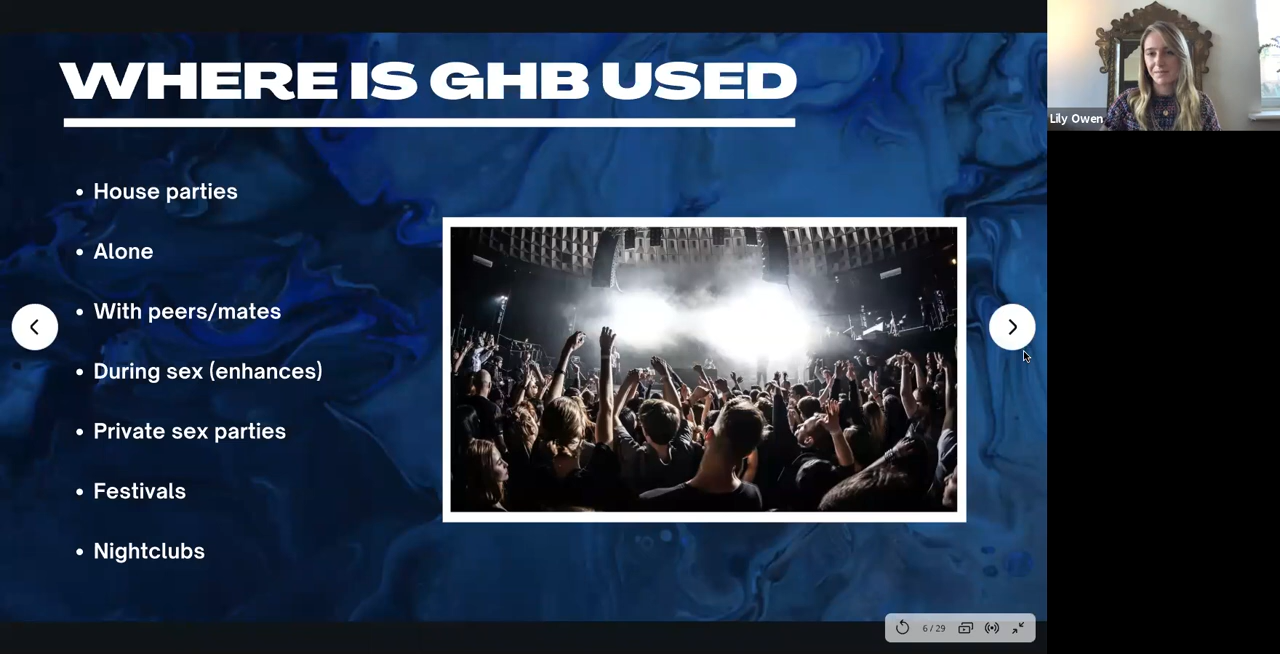 WHERE IS GHB USED
House parties
Alone
With peers/mates
During sex (enhances)
Private sex parties
Festivals
Nightclubs
6 / 29
Lily Owen